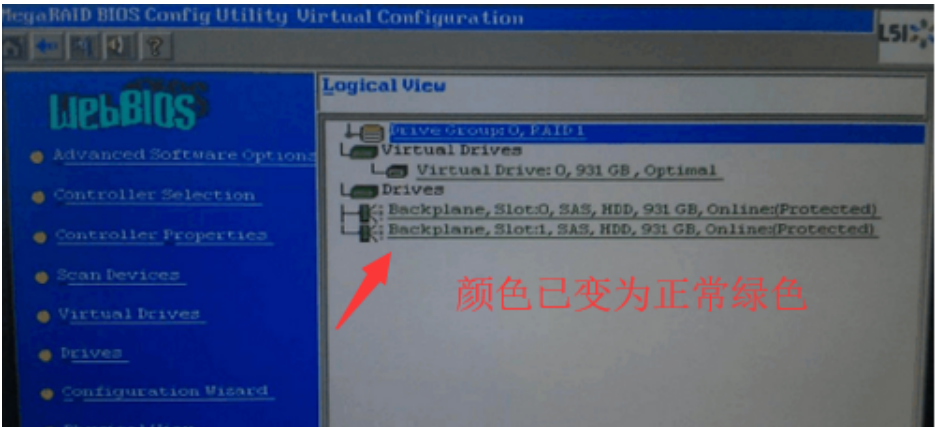 MegaRAID BIOS Config Utility Virtual Configuration
LSI
WebBIOS
Logical View
Drive Group:0, RAID 1
Virtual Drives
Virtual Drive: 0, 931 GB, Optimal
Drives
Backplane, Slot:0, SAS, HDD, 931 GB, Online:(Protected)
Backplane, Slot:1, SAS, HDD, 931 GB, Online:(Protected)
颜色已变为正常绿色
Advanced Software Options
Controller Selection
Controller Properties
Scan Devices
Virtual Drives
Drives
Configuration Wizard